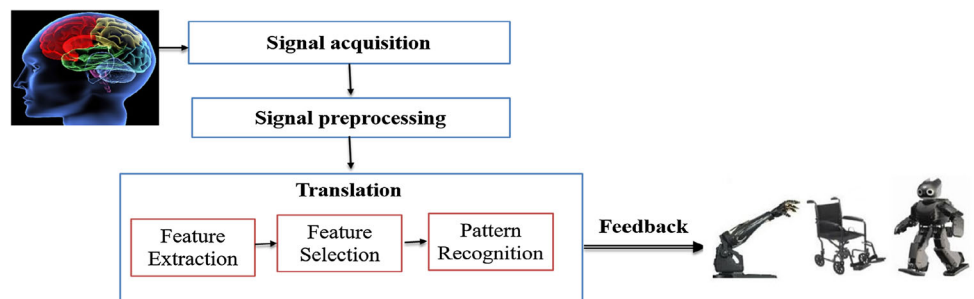 Signal acquisition
Signal preprocessing
Translation
Feature
Extraction
Feature
Selection
Pattern
Recognition
Feedback